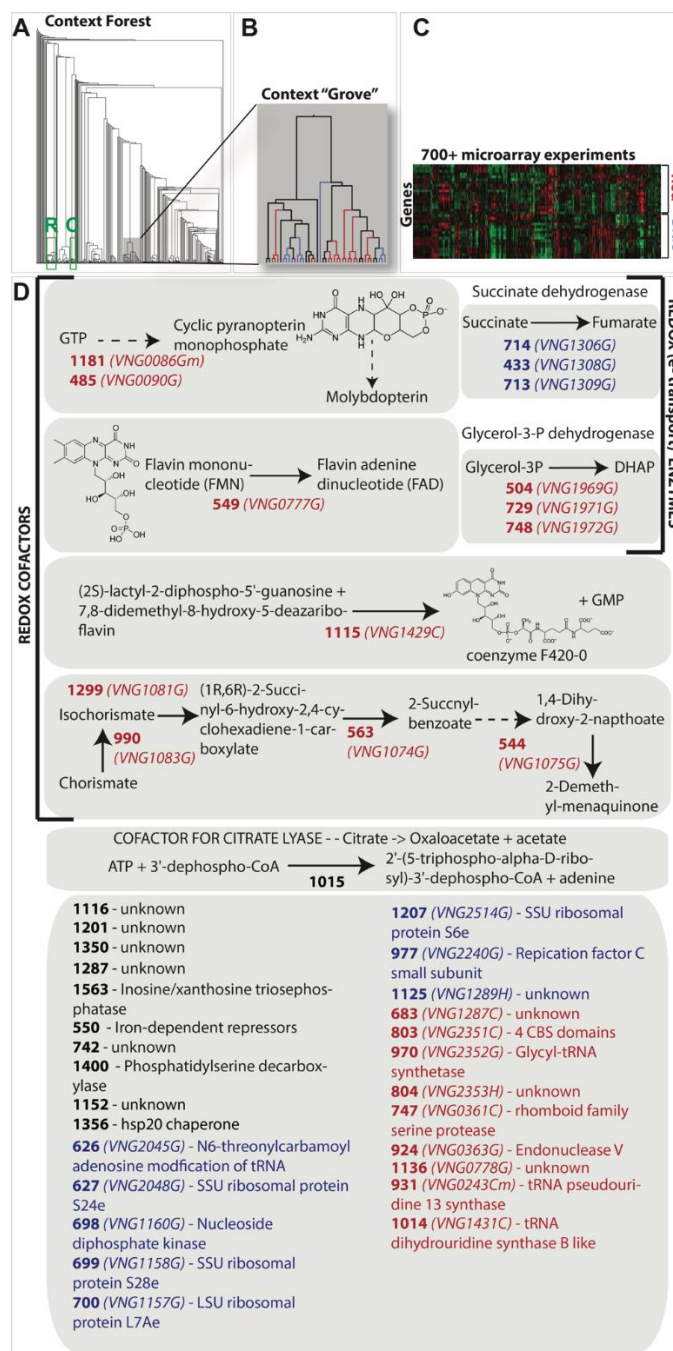 A
Context Forest
R
C
B
Context "Grove"
C
700+ microarray experiments
Genes
D
REDOX COFACTORS
GTP
1181 (VNG0086Gm)
485 (VNG0090G)
Cyclic pyranopterin
monophosphate
Molybdopterin
Succinate dehydrogenase
Succinate
Fumarate
714 (VNG1306G)
433 (VNG1308G)
713 (VNG1309G)
Flavin mononu-
cleotide (FMN)
Flavin adenine
dinucleotide (FAD)
549 (VNG0777G)
Glycerol-3-P dehydrogenase
Glycerol-3P
DHAP
504 (VNG1969G)
729 (VNG1971G)
748 (VNG1972G)
(2S)-lactyl-2-diphospho-5'-guanosine +
7,8-didemethyl-8-hydroxy-5-deazaribo-
flavin
1115 (VNG1429C)
+ GMP
coenzyme F420-0
1299 (VNG1081G)
Isochorismate
990
(VNG1083G)
Chorismate
(1R,6R)-2-Succi-
nyl-6-hydroxy-2,4-cy-
clohexadiene-1-car-
boxylate
563
(VNG1074G)
2-Succnyl-
benzoate
544
(VNG1075G)
1,4-Dihy-
droxy-2-napthoate
2-Demeth-
yl-menaquinone
COFACTOR FOR CITRATE LYASE - - Citrate -> Oxaloacetate + acetate
ATP + 3'-dephospho-CoA
1015
2'-(5-triphospho-alpha-D-ribo-
syl)-3'-dephospho-CoA + adenine
1116 - unknown
1201 - unknown
1350 - unknown
1287 - unknown
1563 - Inosine/xanthosine triosephos-
phatase
550 - Iron-dependent repressors
742 - unknown
1400 - Phosphatidylserine decarbox-
ylase
1152 - unknown
1356 - hsp20 chaperone
626 (VNG2045G) - N6-threonylcarbamoyl
adenosine modfication of tRNA
627 (VNG2048G) - SSU ribosomal protein
S24e
698 (VNG1160G) - Nucleoside
diphosphate kinase
699 (VNG1158G) - SSU ribosomal
protein S28e
700 (VNG1157G) - LSU ribosomal
protein L7Ae
1207 (VNG2514G) - SSU ribosomal
protein S6e
977 (VNG2240G) - Repication factor C
small subunit
1125 (VNG1289H) - unknown
683 (VNG1287C) - unknown
803 (VNG2351C) - 4 CBS domains
970 (VNG2352G) - Glycyl-tRNA
synthetase
804 (VNG2353H) - unknown
747 (VNG0361C) - rhomboid family
serine protease
924 (VNG0363G) - Endonuclease V
1136 (VNG0778G) - unknown
931 (VNG0243Cm) - tRNA pseudouri-
dine 13 synthase
1014 (VNG1431C) - tRNA
dihydrouridine synthase B like